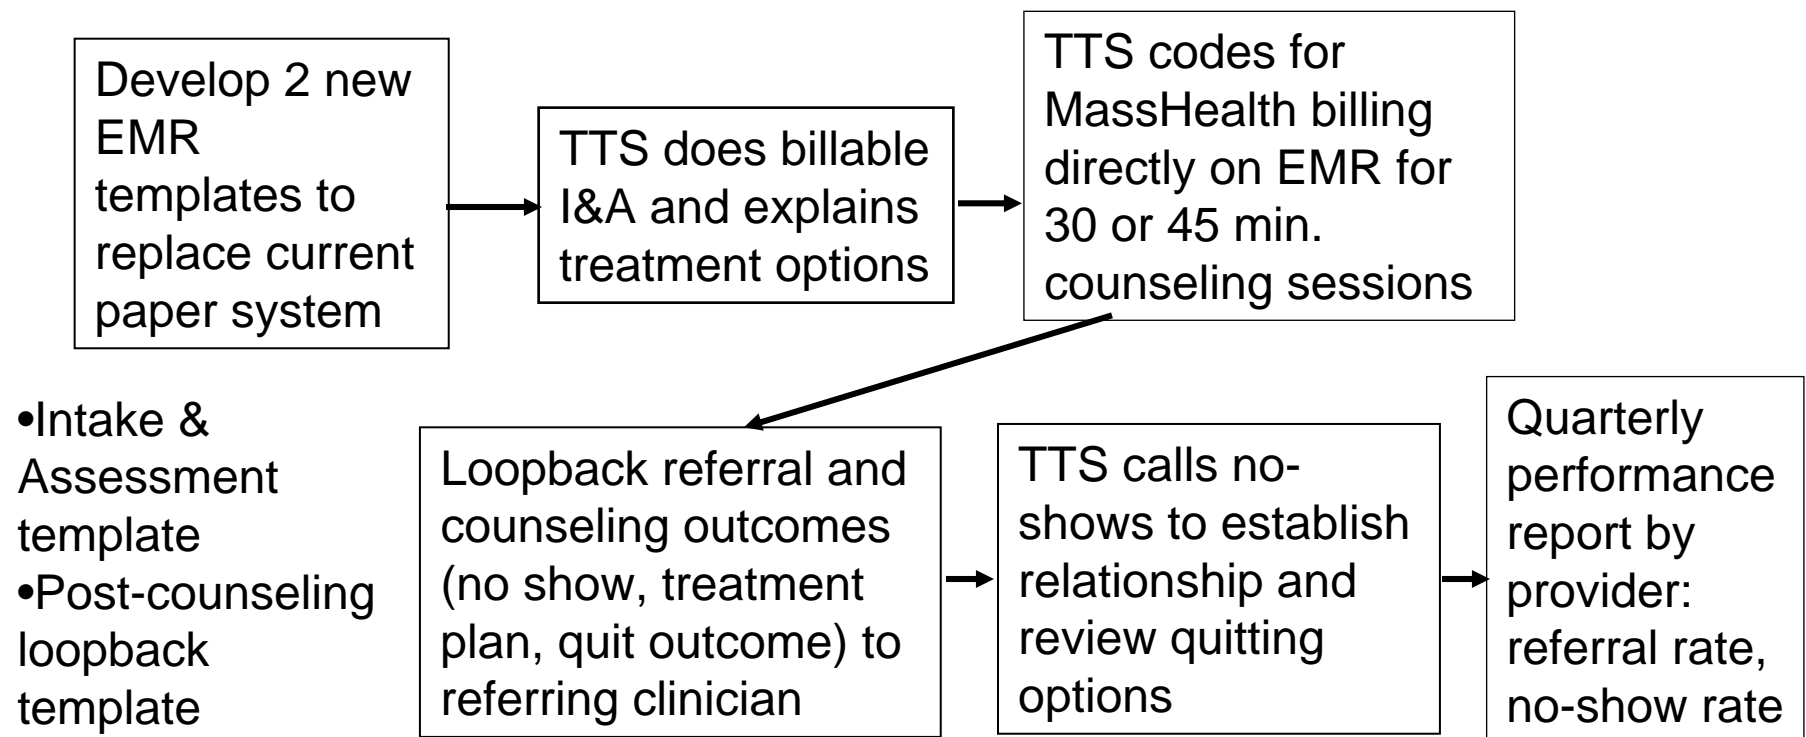 Develop 2 new
EMR
templates to
replace current
paper system
TTS does billable
I&A and explains
treatment options
TTS codes for
MassHealth billing
directly on EMR for
30 or 45 min.
counseling sessions
•Intake &
Assessment
template
•Post-counseling
loopback
template
Loopback referral and
counseling outcomes
(no show, treatment
plan, quit outcome) to
referring clinician
TTS calls no-
shows to establish
relationship and
review quitting
options
Quarterly
performance
report by
provider:
referral rate,
no-show rate